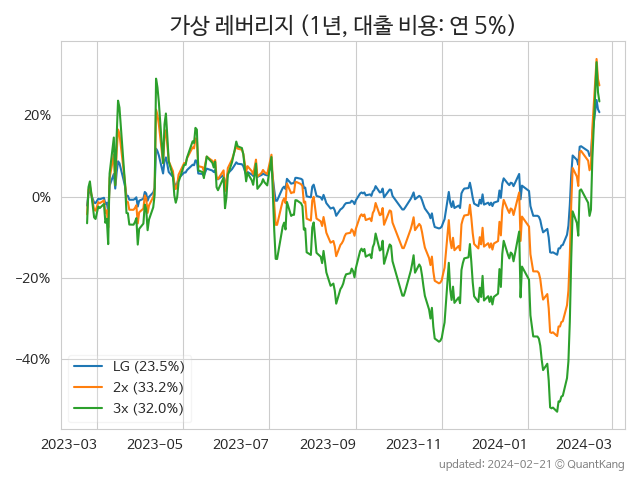 가상 레버리지 (1년, 대출 비용: 연 5%)
20%
0%
−20%
−40%
LG (23.5%)
2x (33.2%)
3x (32.0%)
2023-03 2023-05 2023-07 2023-09 2023-11 2024-01 2024-03
updated: 2024-02-21 © QuantKang